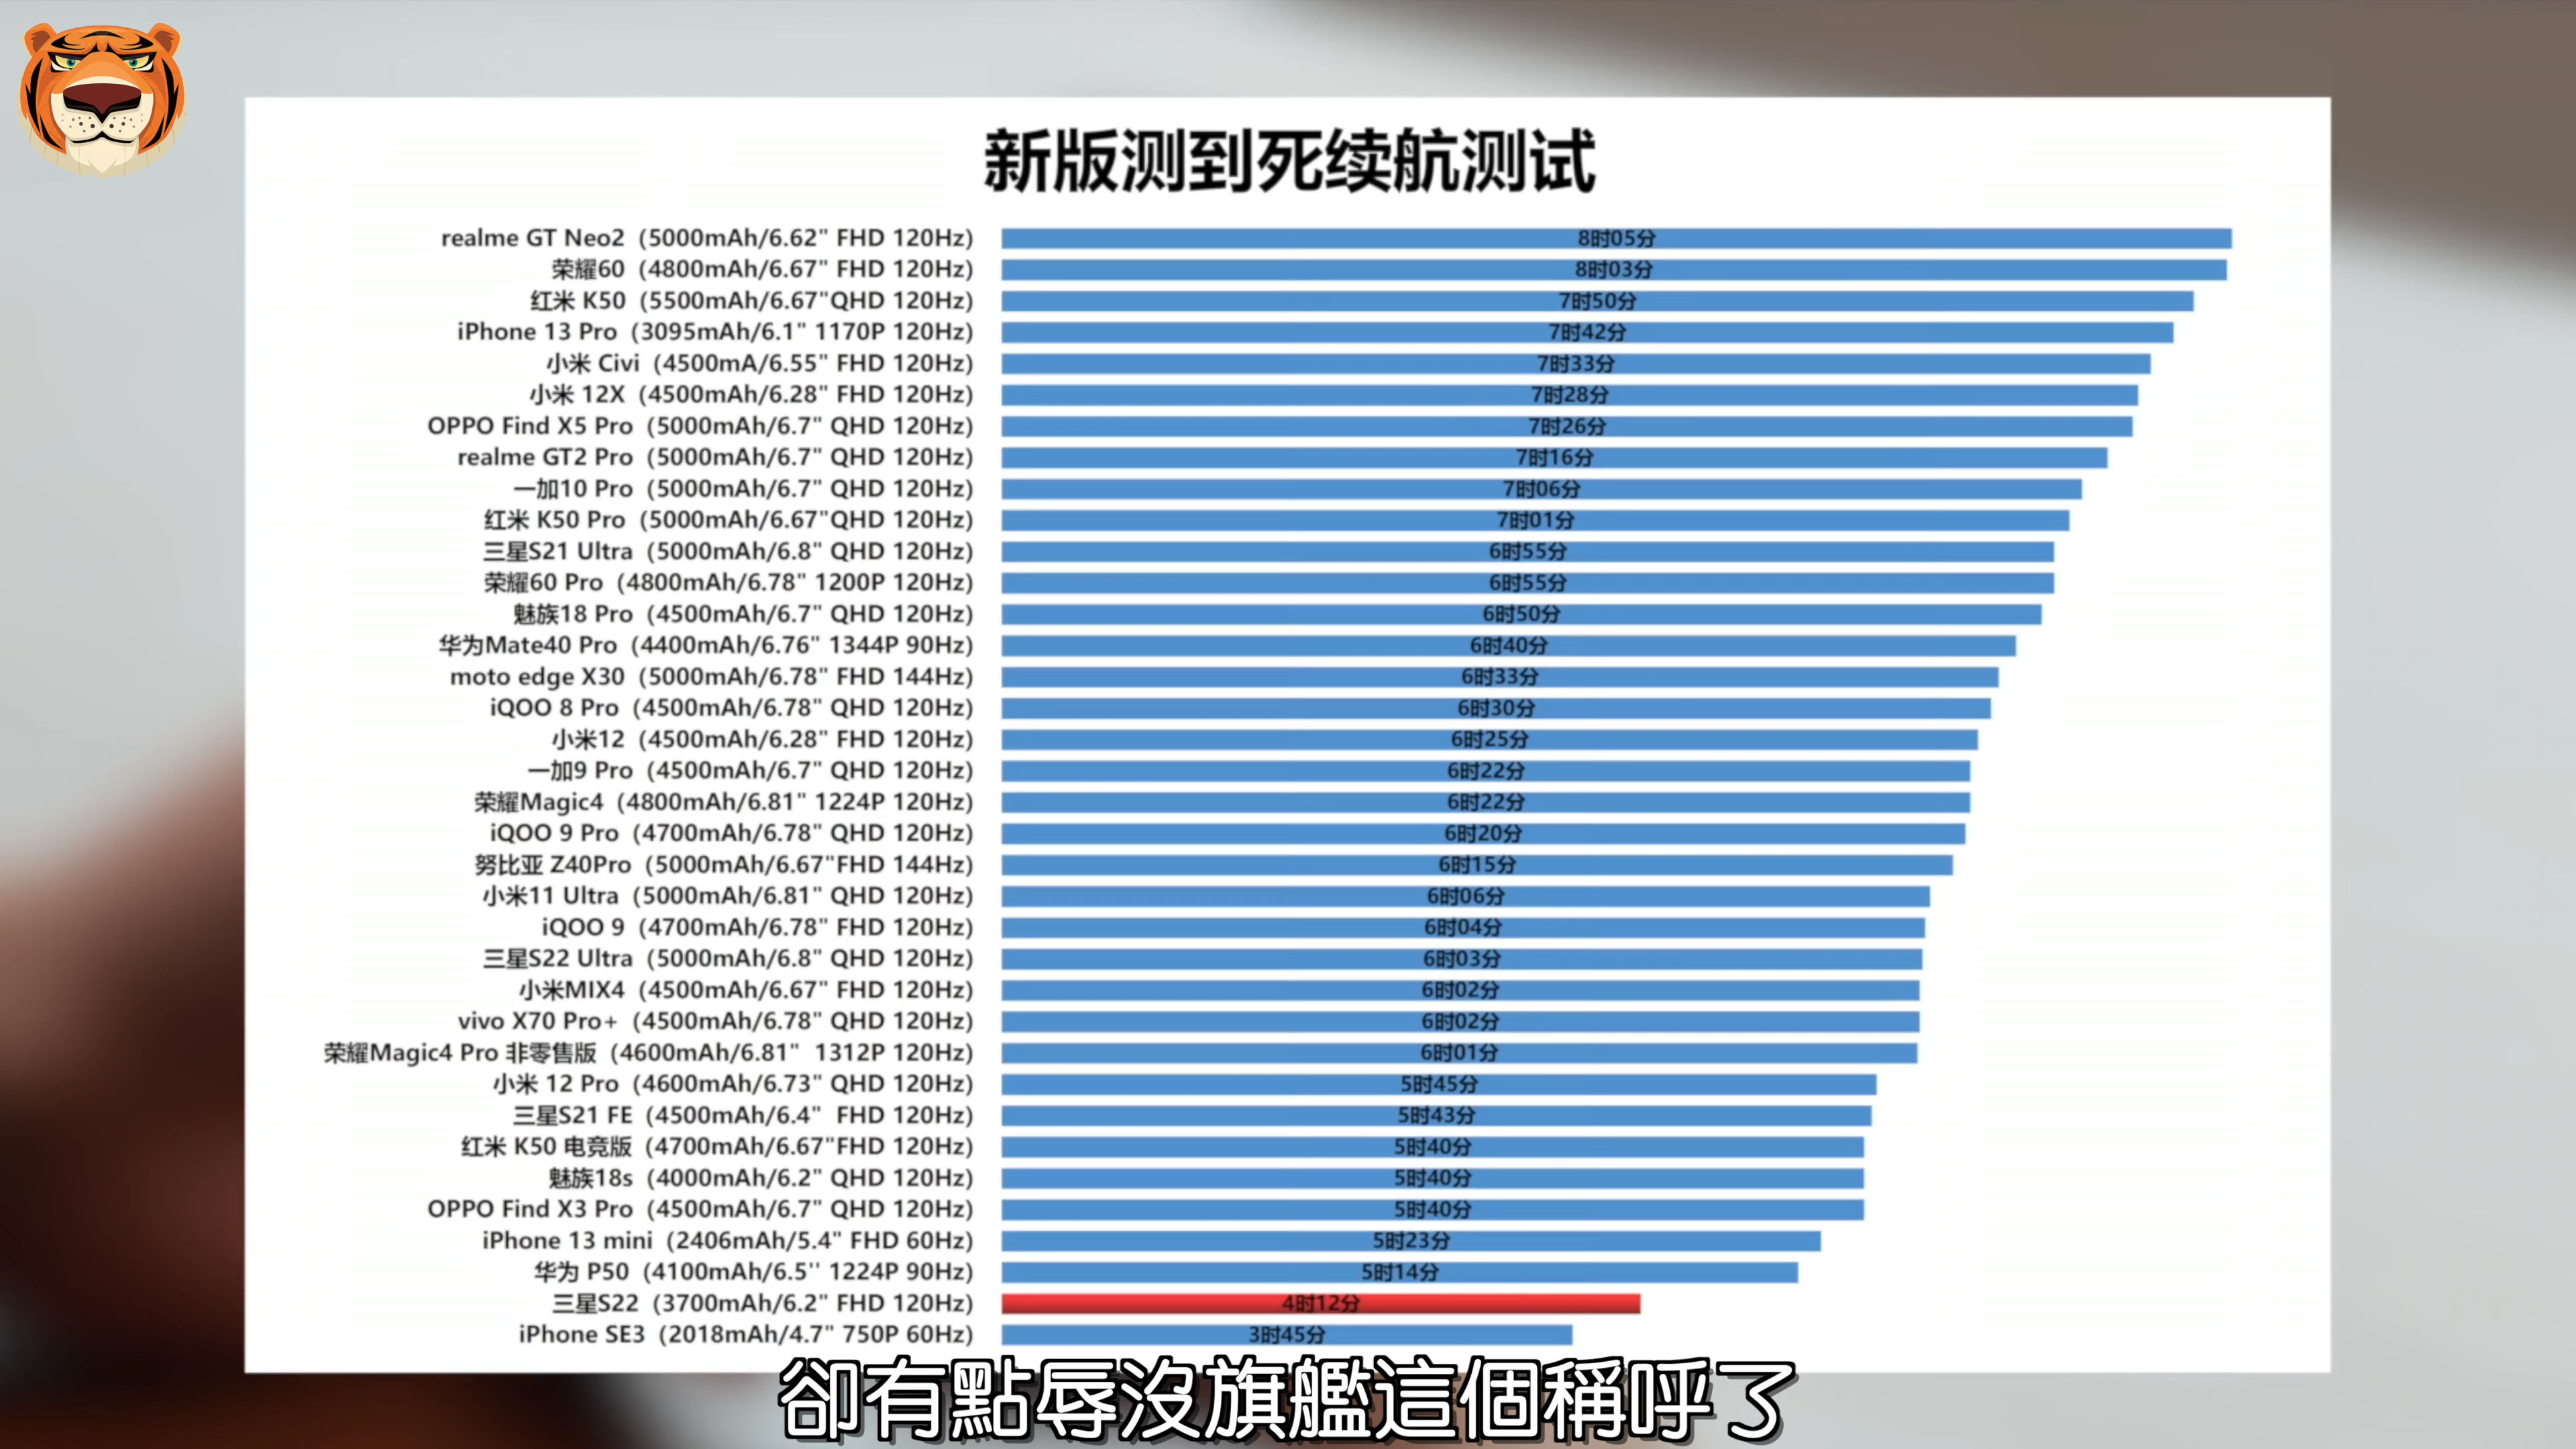 新版测到死续航测试
realme GT Neo2（5000mAh/6.62" FHD 120Hz） 8时05分
荣耀60（4800mAh/6.67" FHD 120Hz） 8时03分
红米 K50（5500mAh/6.67"QHD 120Hz） 7时50分
iPhone 13 Pro（3095mAh/6.1" 1170P 120Hz） 7时42分
小米 Civi（4500mA/6.55" FHD 120Hz） 7时33分
小米 12X（4500mAh/6.28" FHD 120Hz） 7时28分
OPPO Find X5 Pro（5000mAh/6.7" QHD 120Hz） 7时26分
realme GT2 Pro（5000mAh/6.7" QHD 120Hz） 7时16分
一加10 Pro（5000mAh/6.7" QHD 120Hz） 7时06分
红米 K50 Pro（5000mAh/6.67"QHD 120Hz） 7时01分
三星S21 Ultra（5000mAh/6.8" QHD 120Hz） 6时55分
荣耀60 Pro（4800mAh/6.78" 1200P 120Hz） 6时55分
魅族18 Pro（4500mAh/6.7" QHD 120Hz） 6时50分
华为Mate40 Pro（4400mAh/6.76" 1344P 90Hz） 6时40分
moto edge X30（5000mAh/6.78" FHD 144Hz） 6时33分
iQOO 8 Pro（4500mAh/6.78" QHD 120Hz） 6时30分
小米12（4500mAh/6.28" FHD 120Hz） 6时25分
一加9 Pro（4500mAh/6.7" QHD 120Hz） 6时22分
荣耀Magic4（4800mAh/6.81" 1224P 120Hz） 6时22分
iQOO 9 Pro（4700mAh/6.78" QHD 120Hz） 6时20分
努比亚 Z40Pro（5000mAh/6.67"FHD 144Hz） 6时15分
小米11 Ultra（5000mAh/6.81" QHD 120Hz） 6时06分
iQOO 9（4700mAh/6.78" FHD 120Hz） 6时04分
三星S22 Ultra（5000mAh/6.8" QHD 120Hz） 6时03分
小米MIX4（4500mAh/6.67" FHD 120Hz） 6时02分
vivo X70 Pro+（4500mAh/6.78" QHD 120Hz） 6时02分
荣耀Magic4 Pro 非零售版（4600mAh/6.81" 1312P 120Hz） 6时01分
小米 12 Pro（4600mAh/6.73" QHD 120Hz） 5时45分
三星S21 FE（4500mAh/6.4" FHD 120Hz） 5时43分
红米 K50 电竞版（4700mAh/6.67"FHD 120Hz） 5时40分
魅族18s（4000mAh/6.2" QHD 120Hz） 5时40分
OPPO Find X3 Pro（4500mAh/6.7" QHD 120Hz） 5时40分
iPhone 13 mini（2406mAh/5.4" FHD 60Hz） 5时23分
华为 P50（4100mAh/6.5'' 1224P 90Hz） 5时14分
三星S22（3700mAh/6.2" FHD 120Hz） 4时12分
iPhone SE3（2018mAh/4.7" 750P 60Hz） 3时45分
卻有點辱沒旗艦這個稱呼了